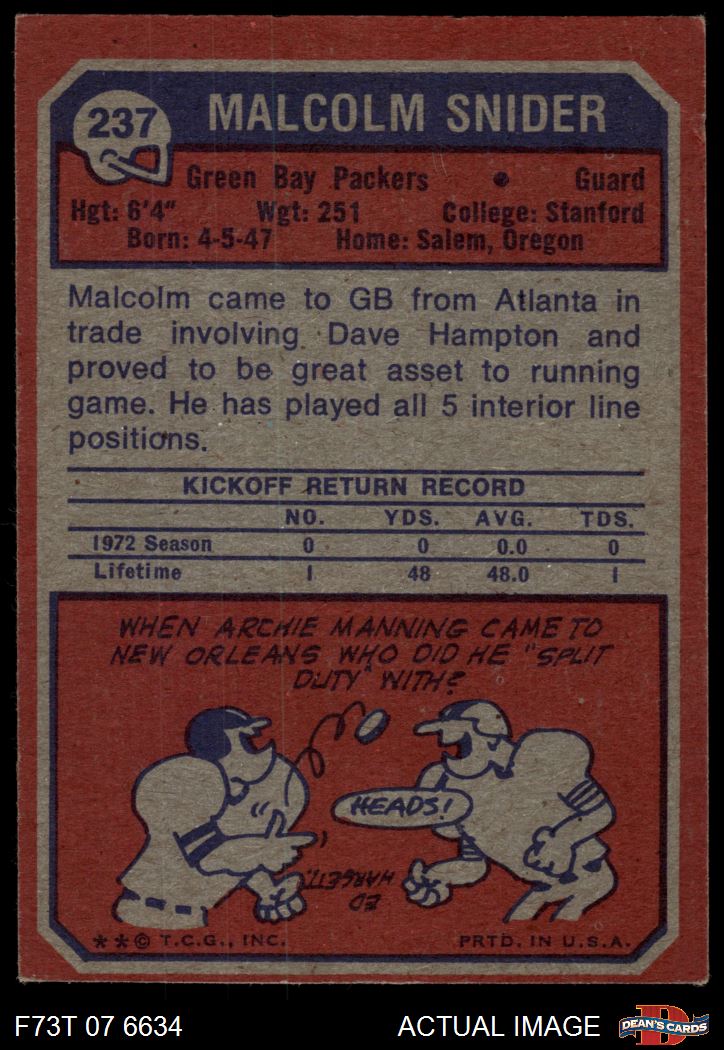 237
MALCOLM SNIDER
Green Bay Packers • Guard
Hgt: 6'4" Wgt: 251 College: Stanford
Born: 4-5-47 Home: Salem, Oregon
Malcolm came to GB from Atlanta in
trade involving Dave Hampton and
proved to be great asset to running
game. He has played all 5 interior line
positions.
KICKOFF RETURN RECORD
NO. YDS. AVG. TDS.
1972 Season 0 0 0.0 0
Lifetime 1 48 48.0 1
WHEN ARCHIE MANNING CAME TO
NEW ORLEANS WHO DID HE "SPLIT
DUTY" WITH?
HEADS!
ED
HARGETT.
**© T.C.G., INC. PRTD. IN U.S.A.
F73T 07 6634 ACTUAL IMAGE
D
DEAN'S CARDS